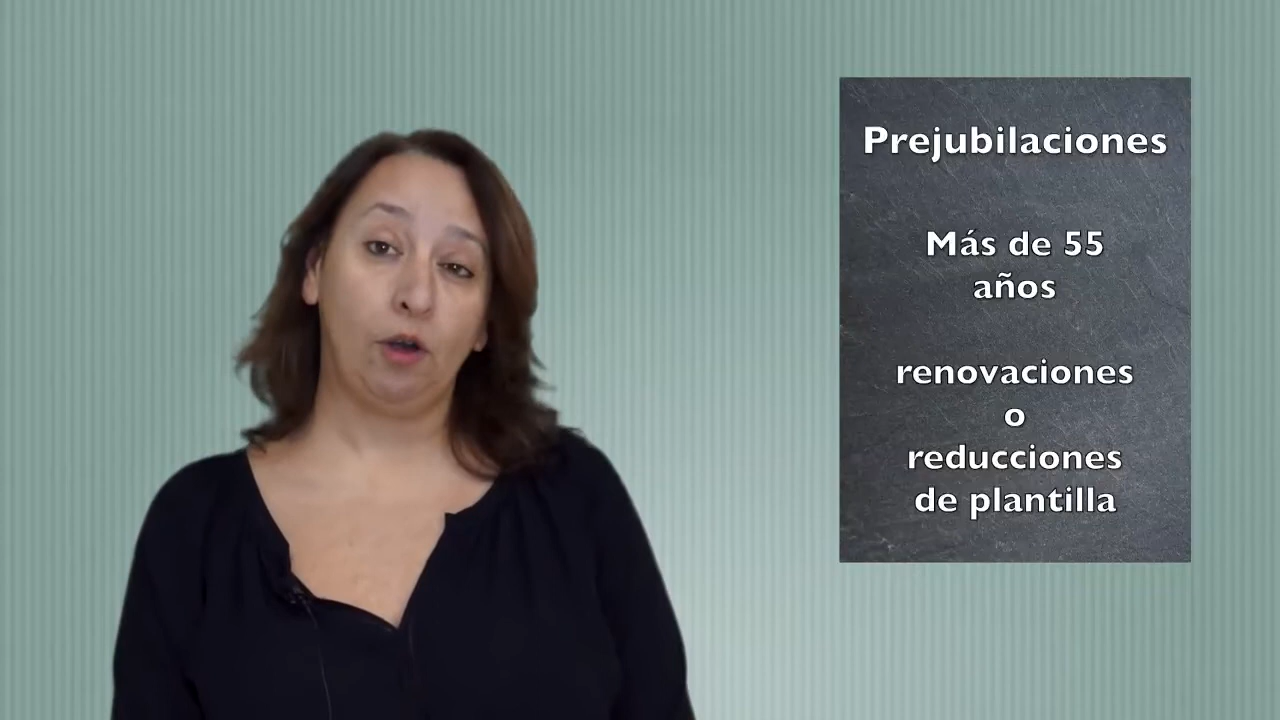 Prejubilaciones
Más de 55
años
renovaciones
o
reducciones
de plantilla